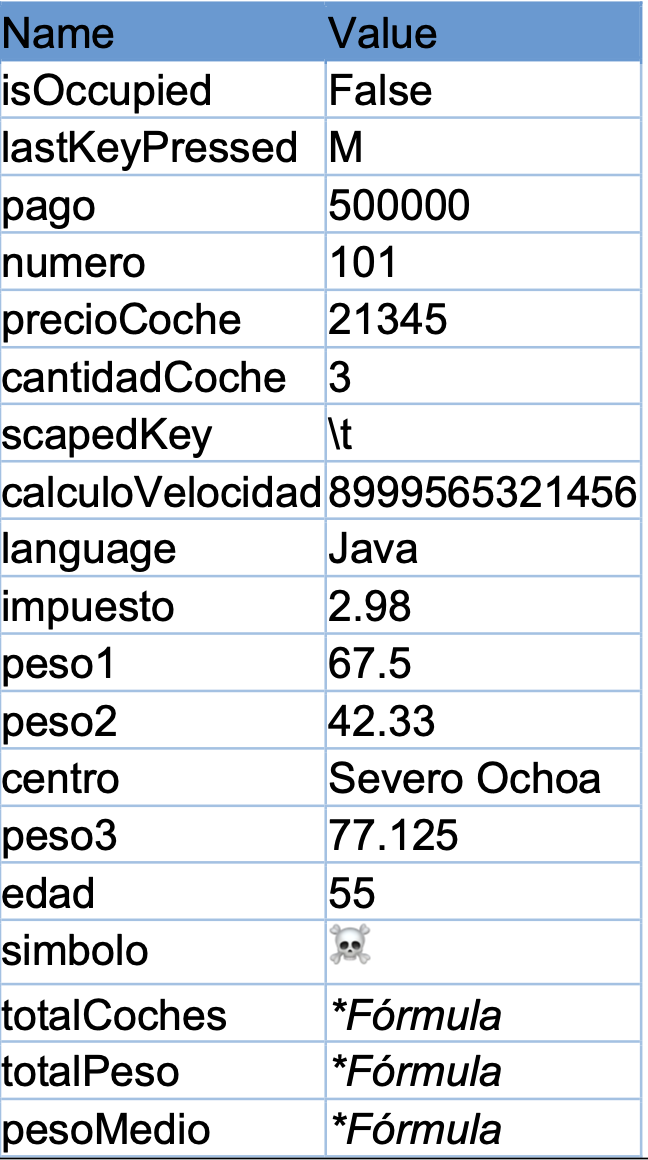 Name Value
isOccupied False
lastKeyPressed M
pago 500000
numero 101
precioCoche 21345
cantidadCoche 3
scapedKey \t
calculoVelocidad 8999565321456
language Java
impuesto 2.98
peso1 67.5
peso2 42.33
centro Severo Ochoa
peso3 77.125
edad 55
simbolo ☠️
totalCoches *Fórmula
totalPeso *Fórmula
pesoMedio *Fórmula